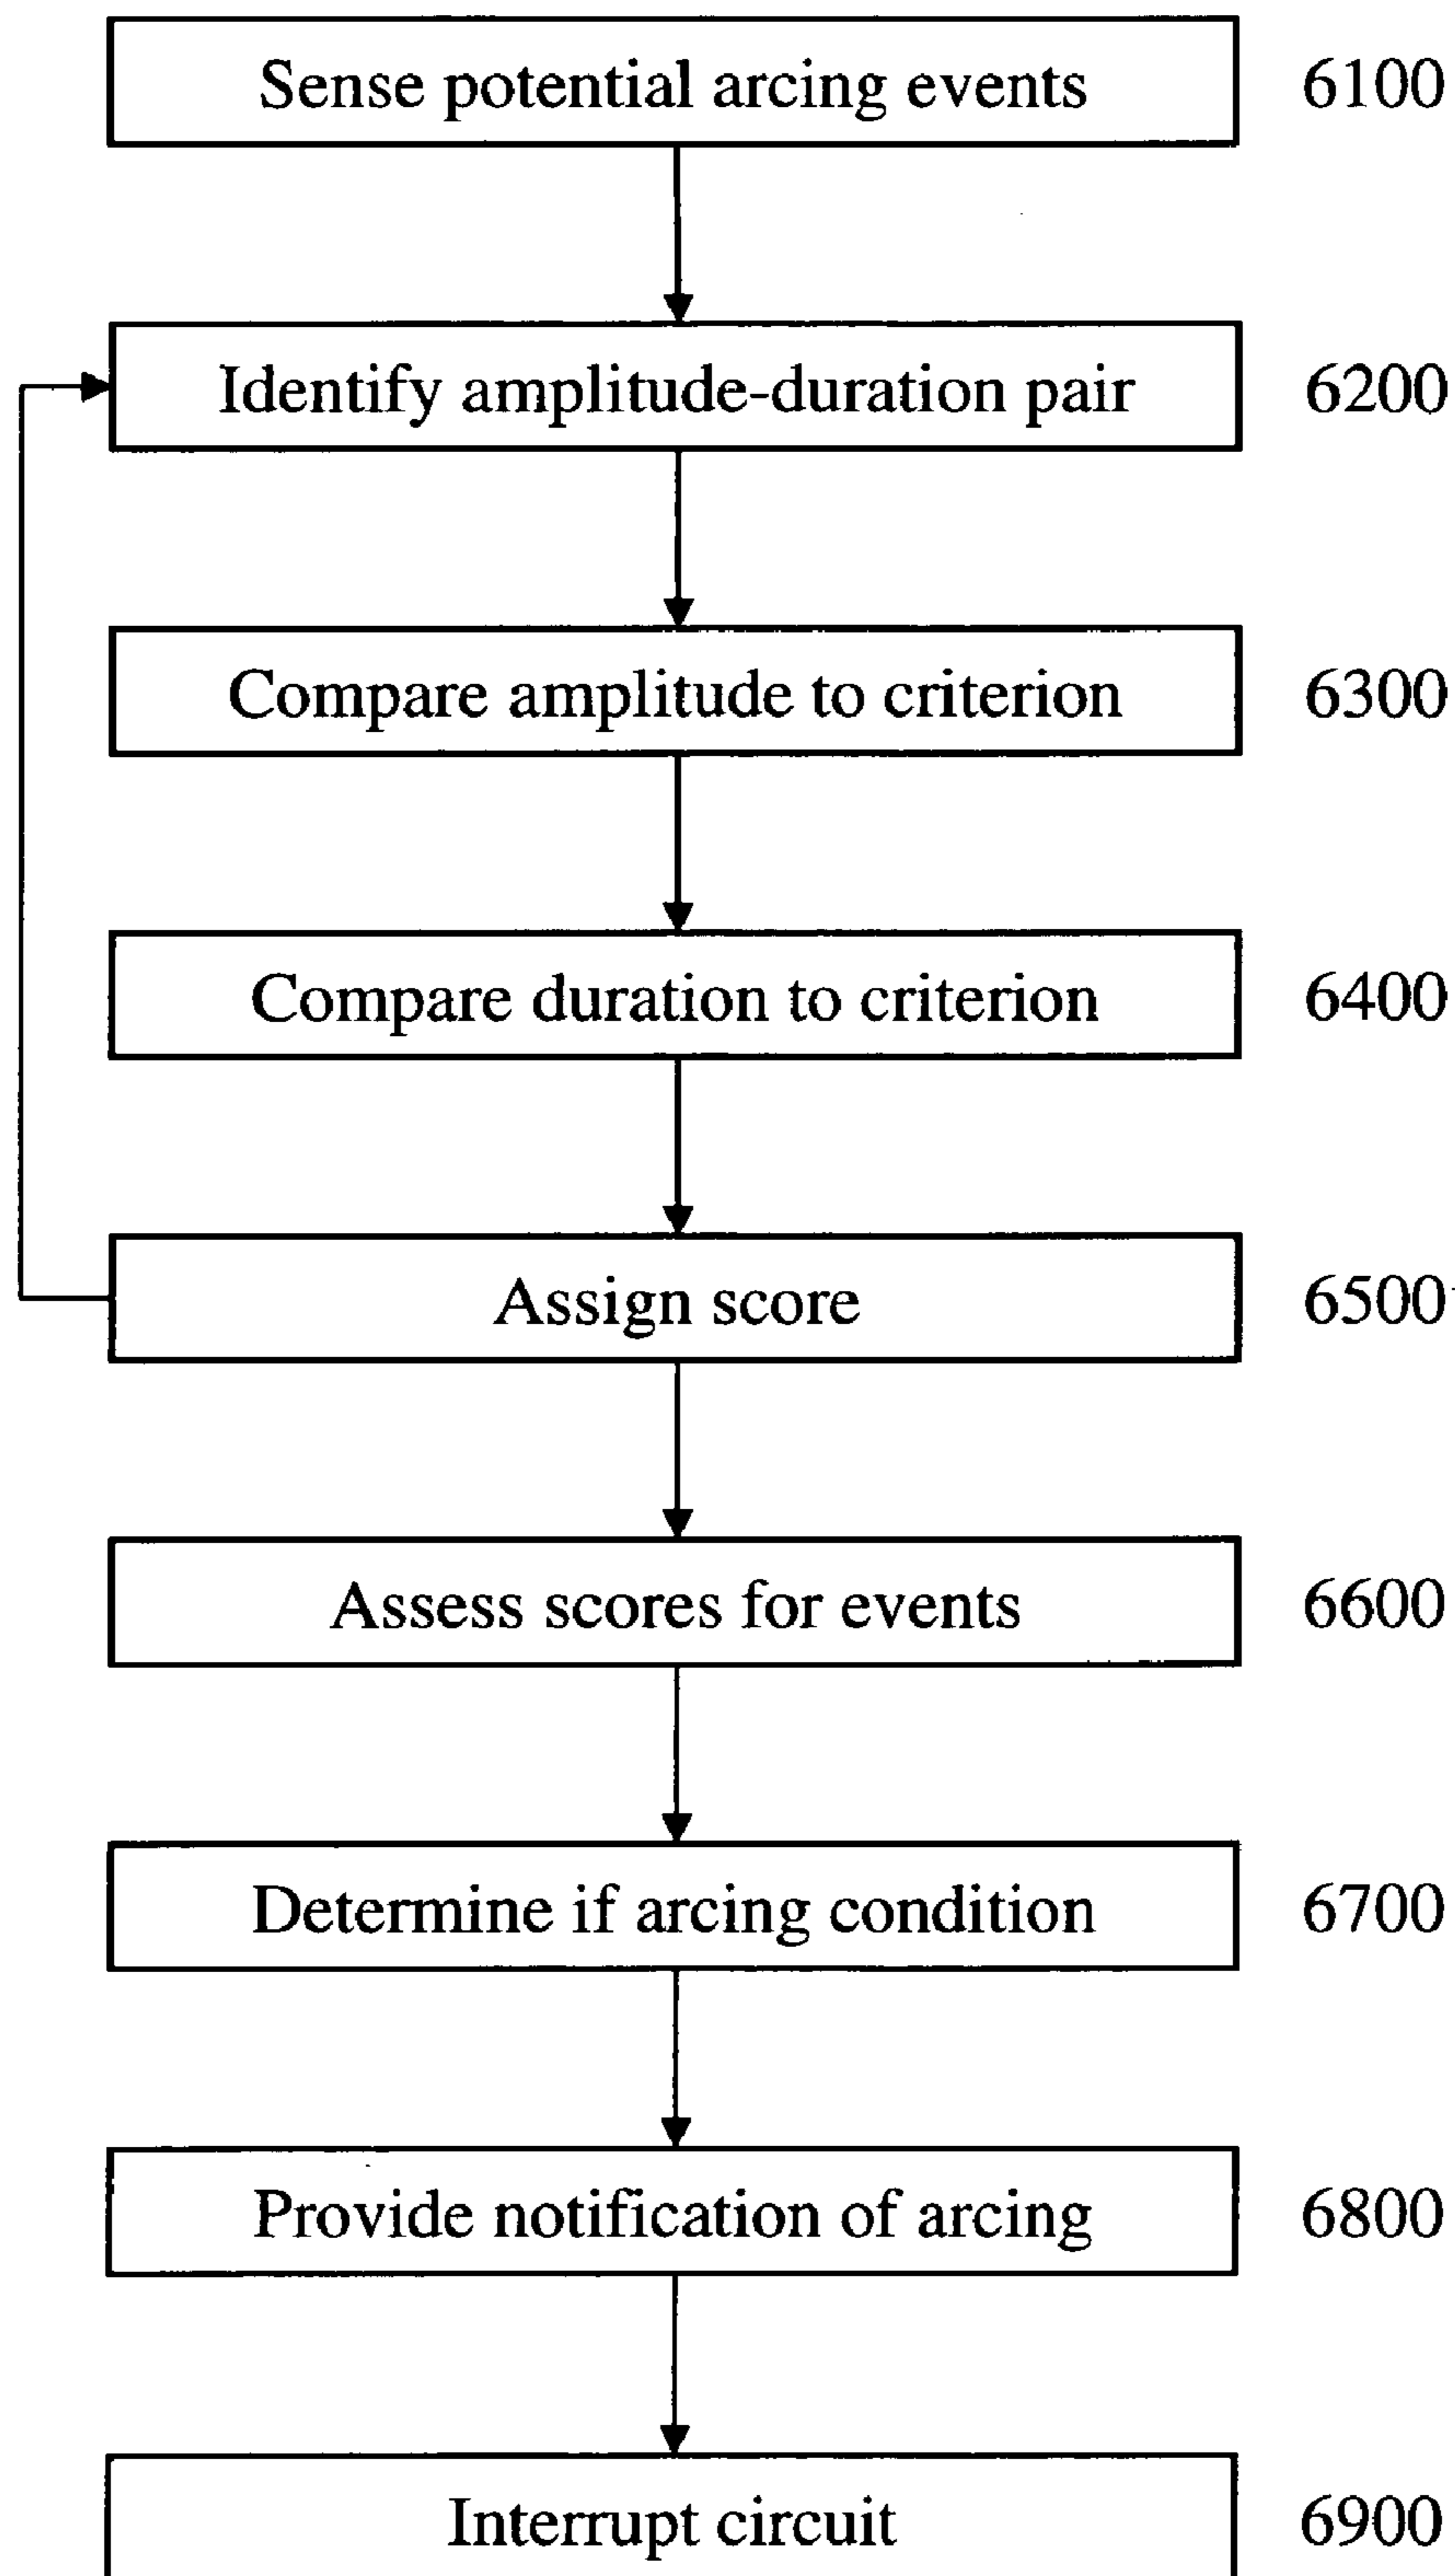 Sense potential arcing events 6100
Identify amplitude-duration pair 6200
Compare amplitude to criterion 6300
Compare duration to criterion 6400
Assign score 6500
Assess scores for events 6600
Determine if arcing condition 6700
Provide notification of arcing 6800
Interrupt circuit 6900